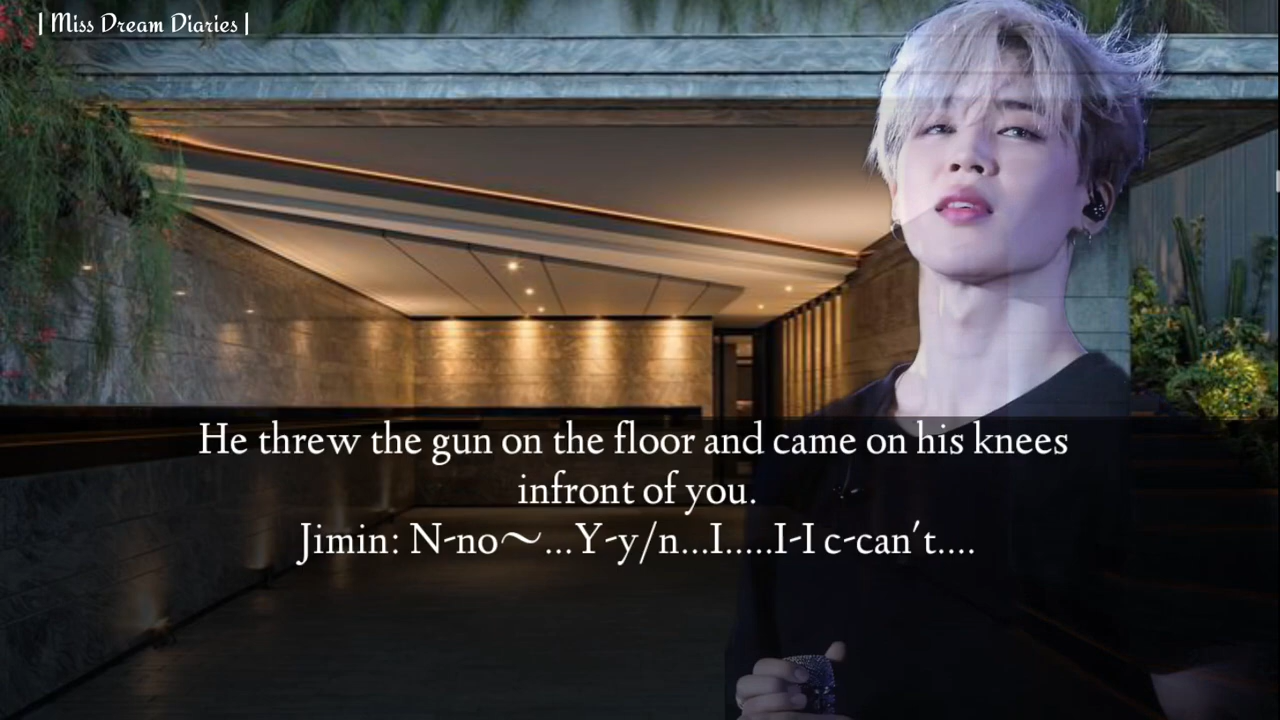 | Miss Dream Diaries |
He threw the gun on the floor and came on his knees
infront of you.
Jimin: N-no～...Y-y/n...I.....I-I c-can't....